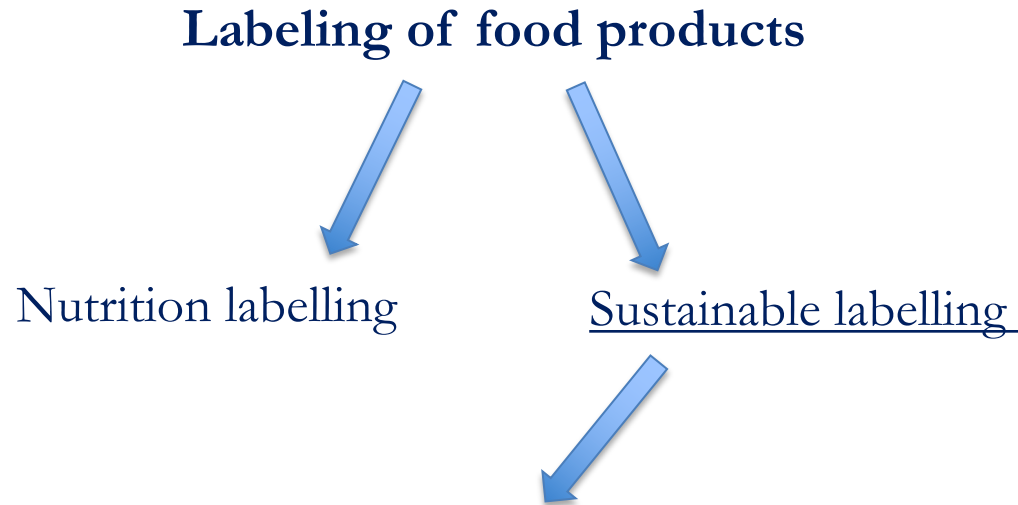 Labeling of food products
Nutrition labelling
Sustainable labelling